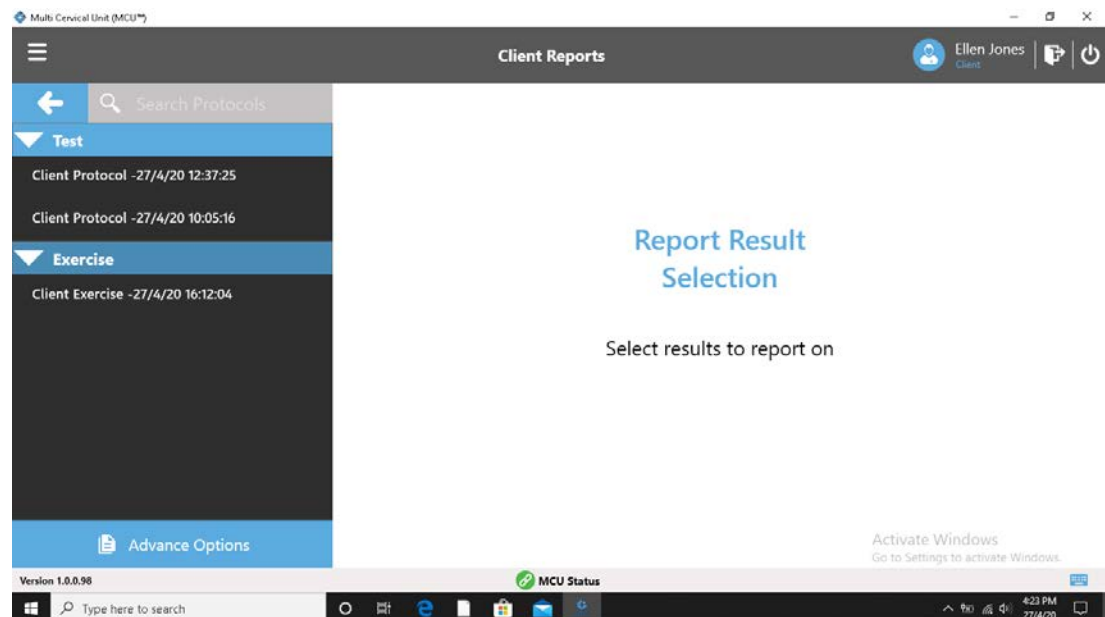 Multi Cervical Unit (MCU™)
Client Reports
Ellen Jones
Client
Search Protocols
Test
Client Protocol -27/4/20 12:37:25
Client Protocol -27/4/20 10:05:16
Exercise
Client Exercise -27/4/20 16:12:04
Report Result
Selection
Select results to report on
Advance Options
Activate Windows
Go to Settings to activate Windows.
Version 1.0.0.98
MCU Status
Type here to search
4:23 PM
27/4/20